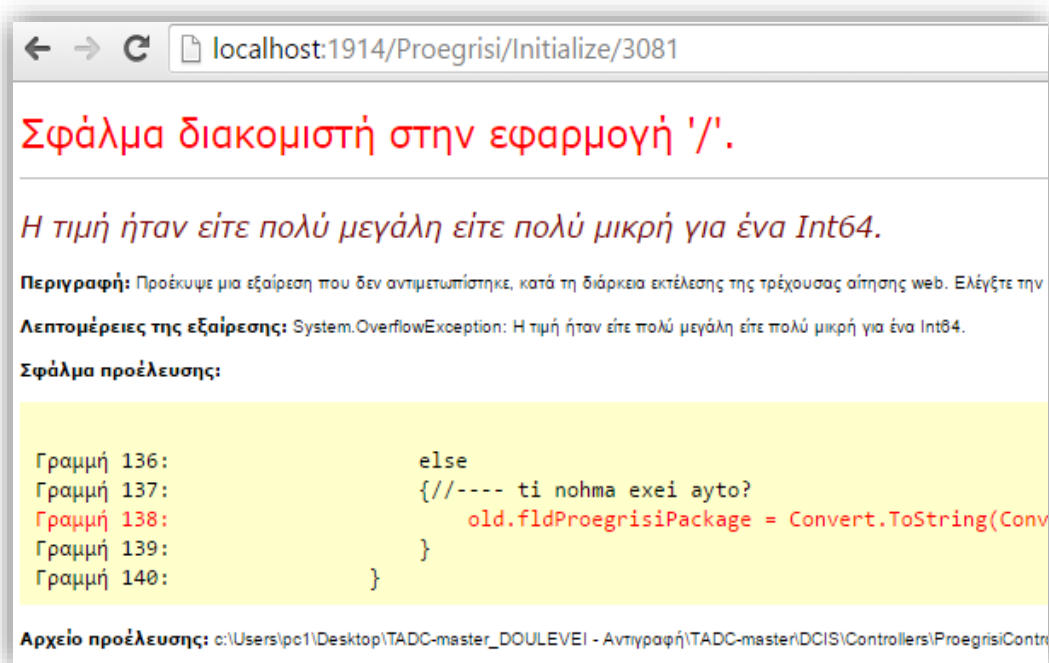 localhost:1914/Proegrisi/Initialize/3081
Σφάλμα διακομιστή στην εφαρμογή '/'.
Η τιμή ήταν είτε πολύ μεγάλη είτε πολύ μικρή για ένα Int64.
Περιγραφή: Προέκυψε μια εξαίρεση που δεν αντιμετωπίστηκε, κατά τη διάρκεια εκτέλεσης της τρέχουσας αίτησης web. Ελέγξτε την
Λεπτομέρειες της εξαίρεσης: System.OverflowException: Η τιμή ήταν είτε πολύ μεγάλη είτε πολύ μικρή για ένα Int64.
Σφάλμα προέλευσης:
Γραμμή 136: else
Γραμμή 137: {//---- ti nohma exei ayto?
Γραμμή 138: old.fldProegrisiPackage = Convert.ToString(Conv
Γραμμή 139: }
Γραμμή 140: }
Αρχείο προέλευσης: c:\Users\pc1\Desktop\TADC-master_DOULEVEI - Αντιγραφή\TADC-master\DCIS\Controllers\ProegrisiContro